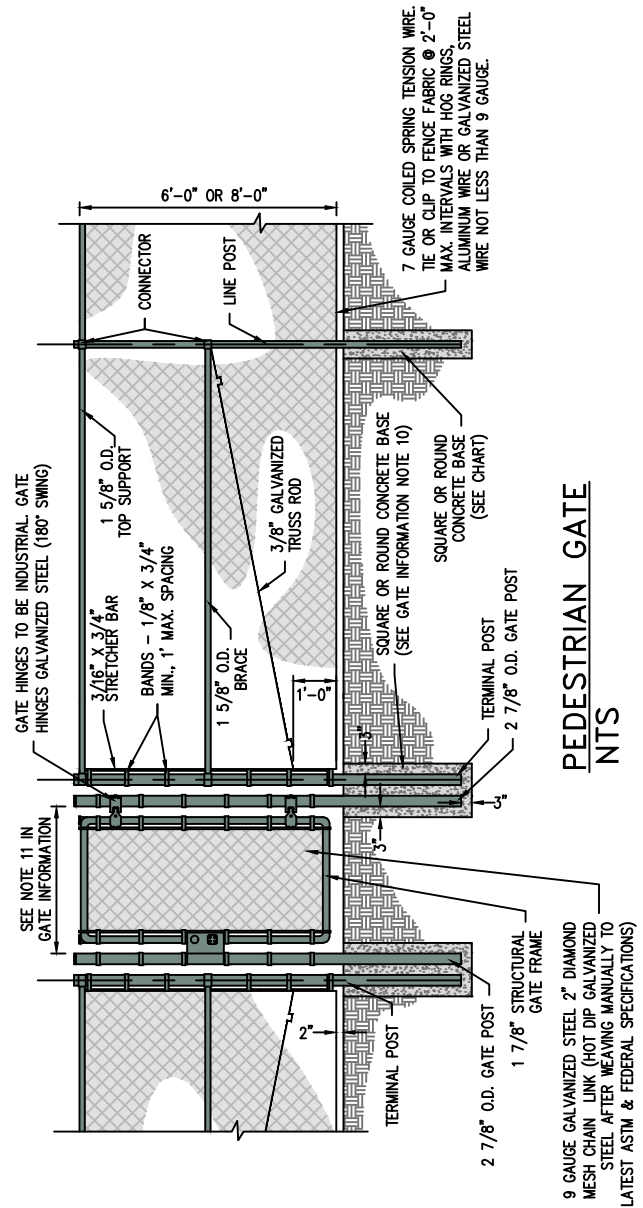 GATE HINGES TO BE INDUSTRIAL GATE
HINGES GALVANIZED STEEL (180° SWING)
SEE NOTE 11 IN
GATE INFORMATION
3/16" X 3/4"
STRETCHER BAR
BANDS - 1/8" X 3/4"
MIN., 1' MAX. SPACING
1 5/8" O.D.
TOP SUPPORT
1 5/8" O.D.
BRACE
3/8" GALVANIZED
TRUSS ROD
CONNECTOR
LINE POST
6'-0" OR 8'-0"
1'-0"
2"
3"
3"
3"
7 GAUGE COILED SPRING TENSION WIRE.
TIE OR CLIP TO FENCE FABRIC @ 2'-0"
MAX. INTERVALS WITH HOG RINGS,
ALUMINUM WIRE OR GALVANIZED STEEL
WIRE NOT LESS THAN 9 GAUGE.
SQUARE OR ROUND CONCRETE BASE
(SEE GATE INFORMATION NOTE 10)
SQUARE OR ROUND
CONCRETE BASE
(SEE CHART)
TERMINAL POST
2 7/8" O.D. GATE POST
TERMINAL POST
2 7/8" O.D. GATE POST
1 7/8" STRUCTURAL
GATE FRAME
9 GAUGE GALVANIZED STEEL 2" DIAMOND
MESH CHAIN LINK (HOT DIP GALVANIZED
STEEL AFTER WEAVING MANUALLY TO
LATEST ASTM & FEDERAL SPECIFICATIONS)
PEDESTRIAN GATE
NTS